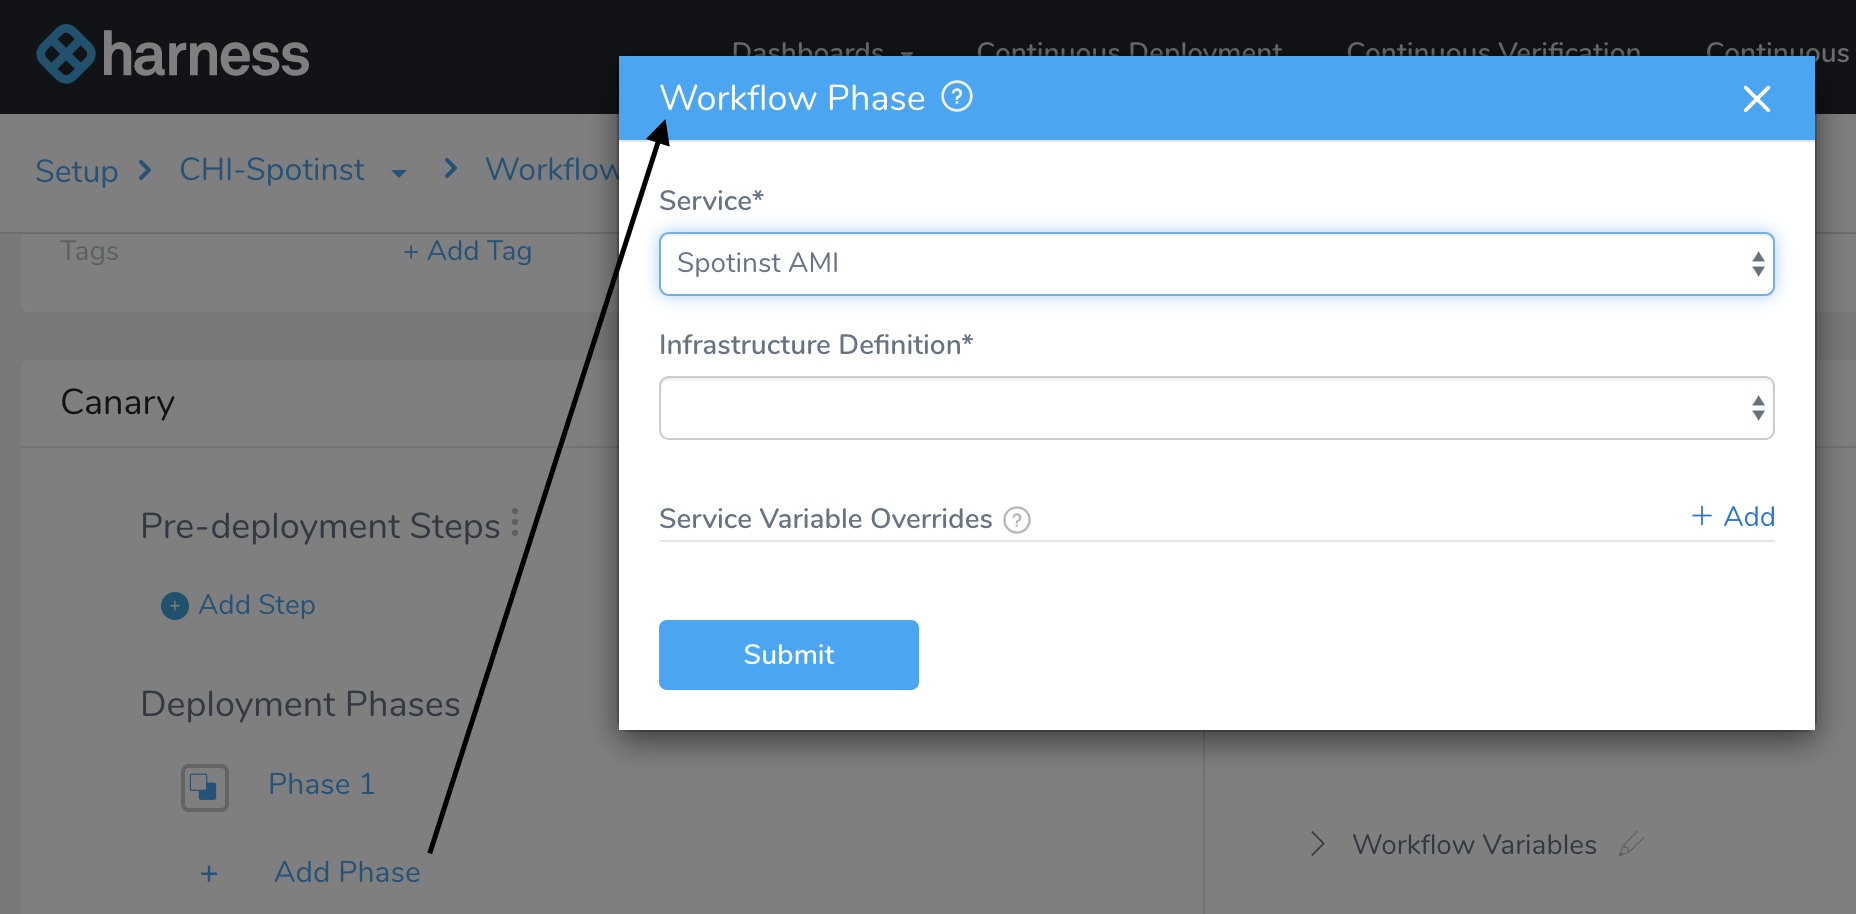 harness
Dashboards
Continuous Deployment
Continuous Verification
Continuous
Workflow Phase ?
Setup > CHI-Spotinst > Workflow
Tags
+ Add Tag
Service*
Spotinst AMI
Infrastructure Definition*
Service Variable Overrides ?
+ Add
Submit
Canary
Pre-deployment Steps
+ Add Step
Deployment Phases
Phase 1
+ Add Phase
Workflow Variables